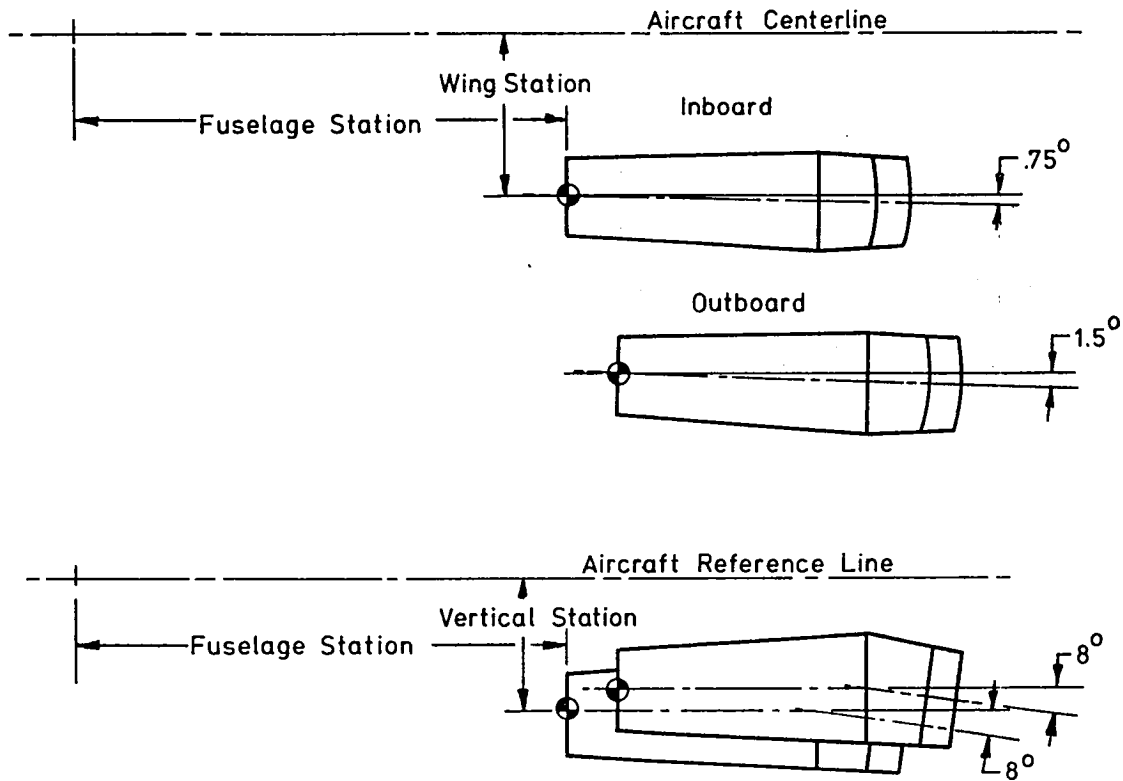 Aircraft Centerline
Wing Station
Fuselage Station
Inboard
.75°
Outboard
1.5°
Aircraft Reference Line
Vertical Station
Fuselage Station
8°
8°